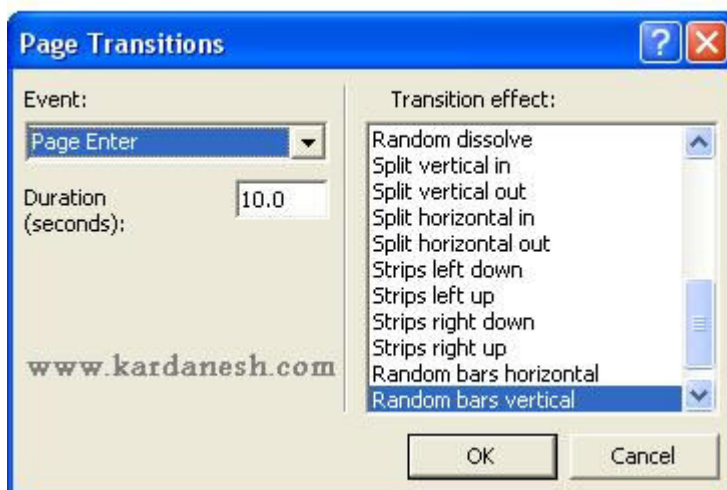 Page Transitions
Event:
Page Enter
Duration
(seconds):
10.0
www.kardanesh.com
Transition effect:
Random dissolve
Split vertical in
Split vertical out
Split horizontal in
Split horizontal out
Strips left down
Strips left up
Strips right down
Strips right up
Random bars horizontal
Random bars vertical
OK
Cancel